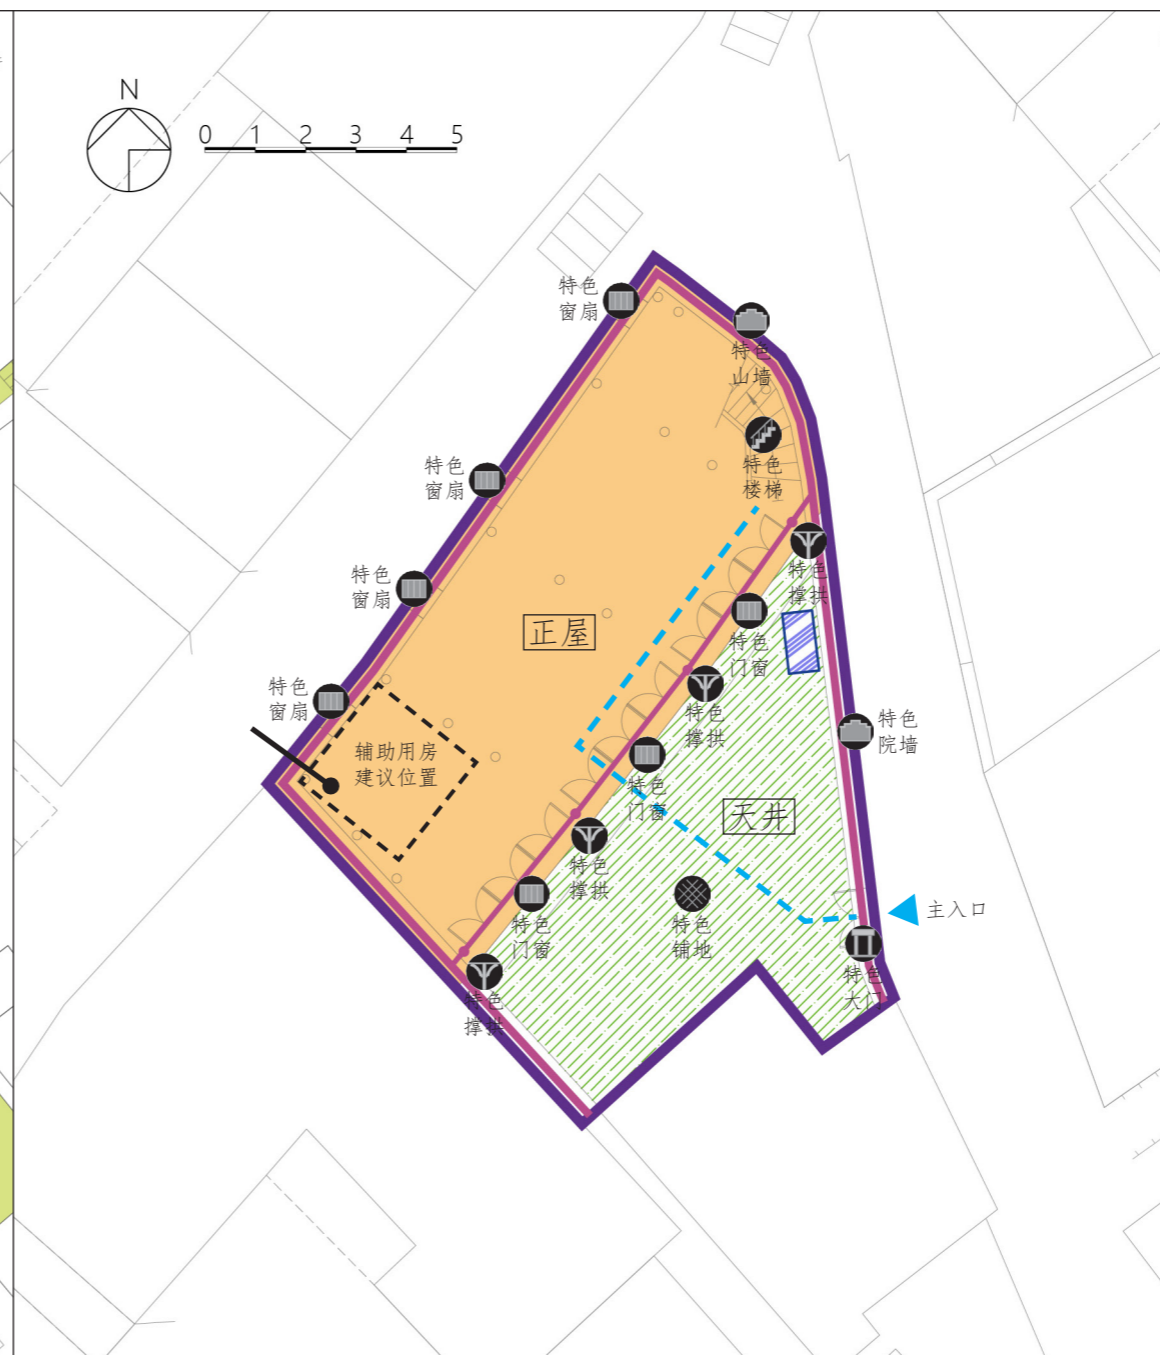 N
0 1 2 3 4 5
特色
窗扇
特色
山墙
特色
窗扇
特色
楼梯
特色
撑拱
特色
窗扇
特色
门窗
正屋
特色
窗扇
特色
撑拱
特色
院墙
辅助用房
建议位置
特色
门窗
天井
特色
撑拱
特色
门窗
特色
铺地
主入口
特色
大门
特色
撑拱